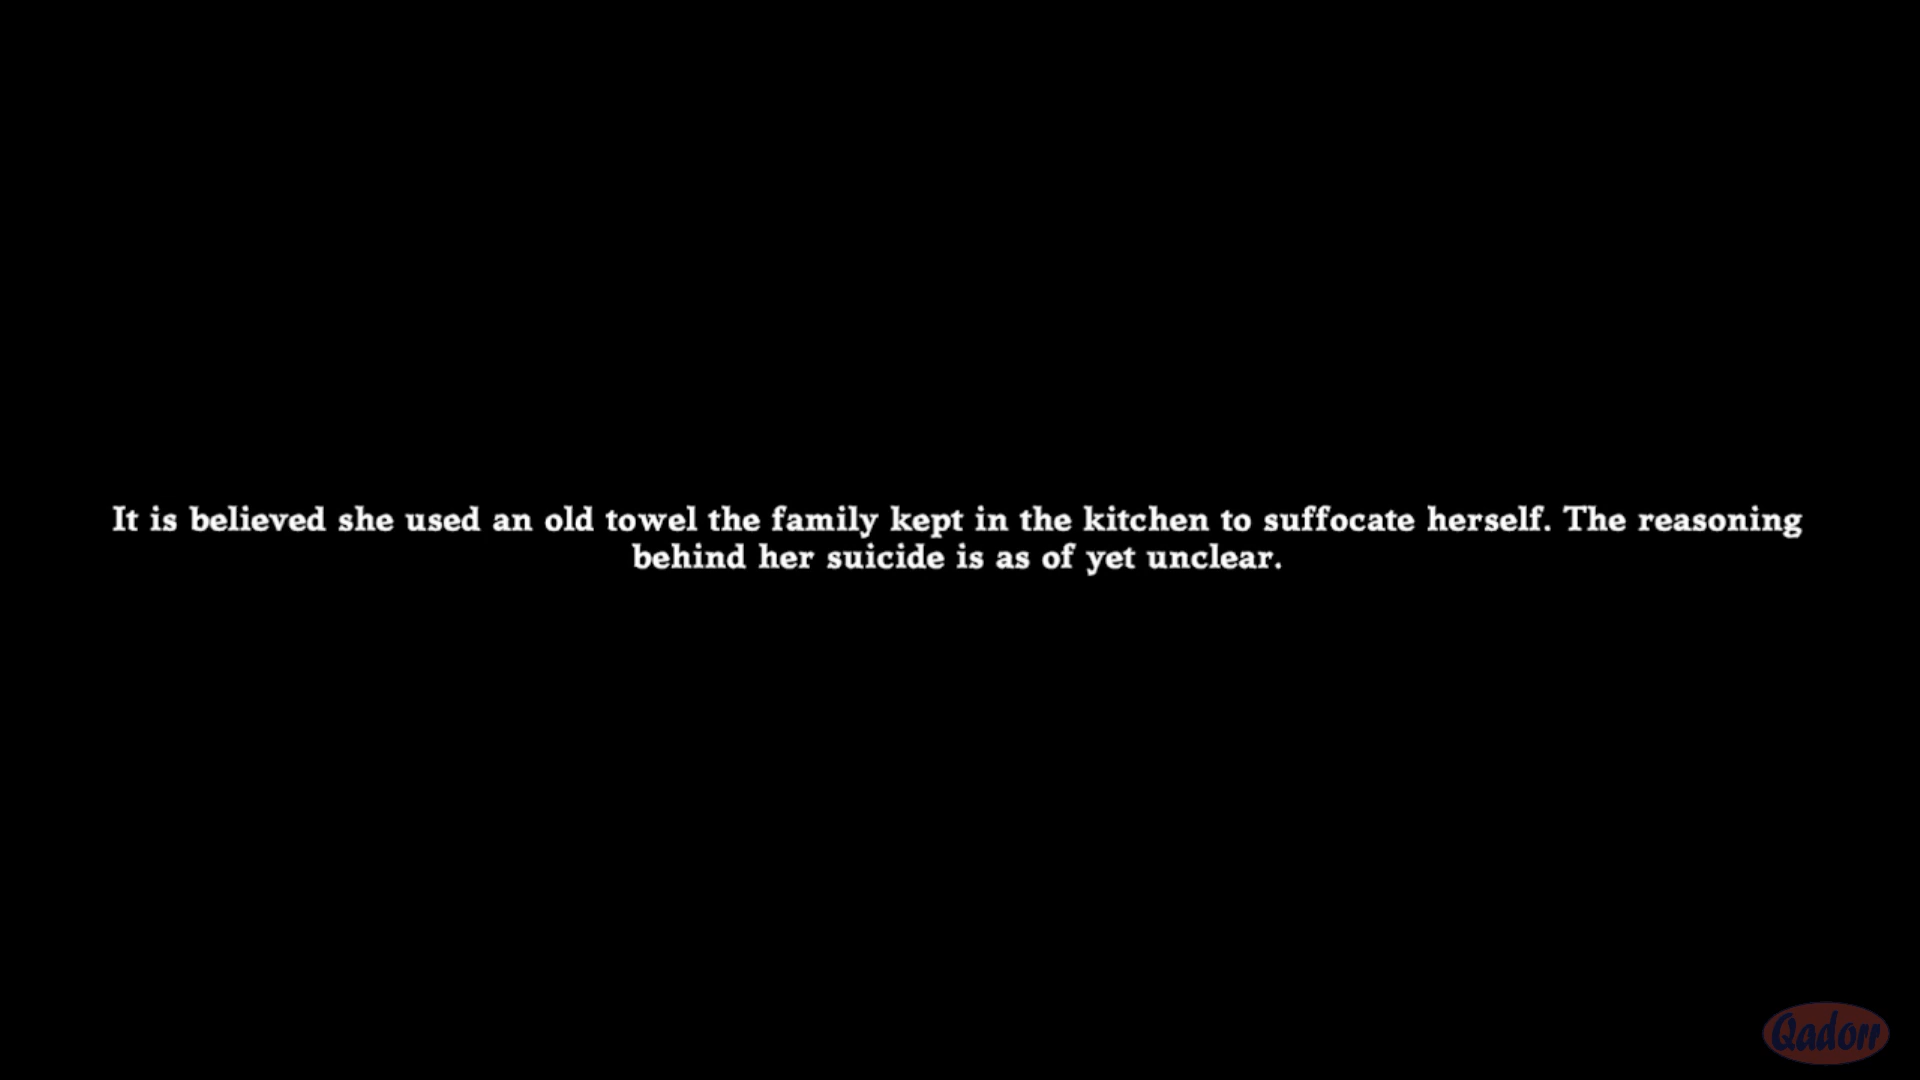 It is believed she used an old towel the family kept in the kitchen to suffocate herself. The reasoning
behind her suicide is as of yet unclear.
Qadorr